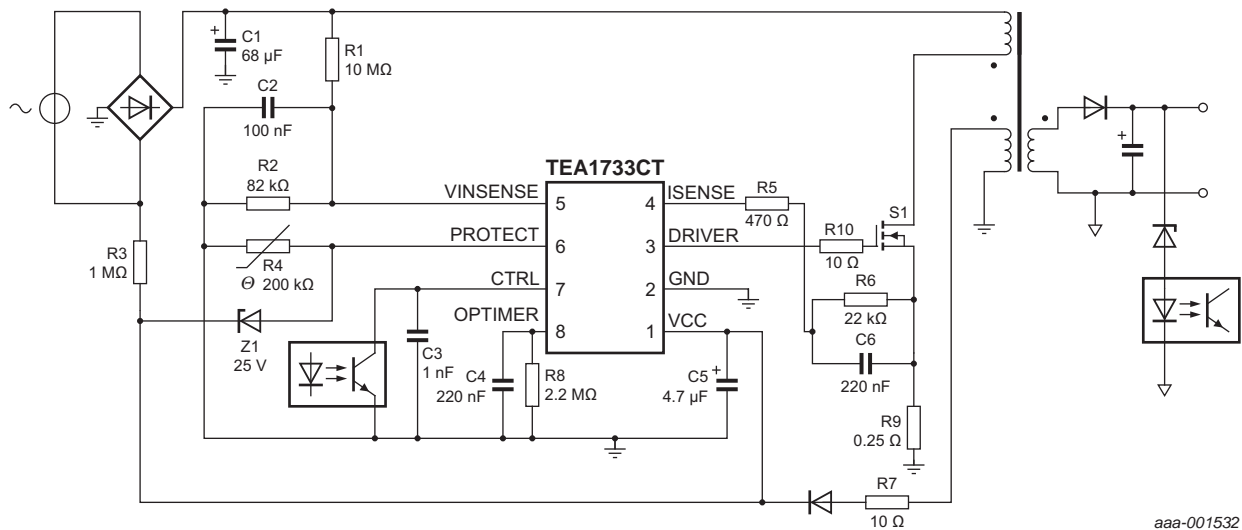 C1
68 µF
R1
10 MΩ
C2
100 nF
R2
82 kΩ
R3
1 MΩ
Θ
R4
200 kΩ
Z1
25 V
TEA1733CT
VINSENSE
5
PROTECT
6
CTRL
7
OPTIMER
8
4
ISENSE
3
DRIVER
2
GND
1
VCC
R5
470 Ω
S1
R10
10 Ω
R6
22 kΩ
C6
220 nF
C3
1 nF
C4
220 nF
R8
2.2 MΩ
C5
4.7 µF
R9
0.25 Ω
R7
10 Ω
aaa-001532